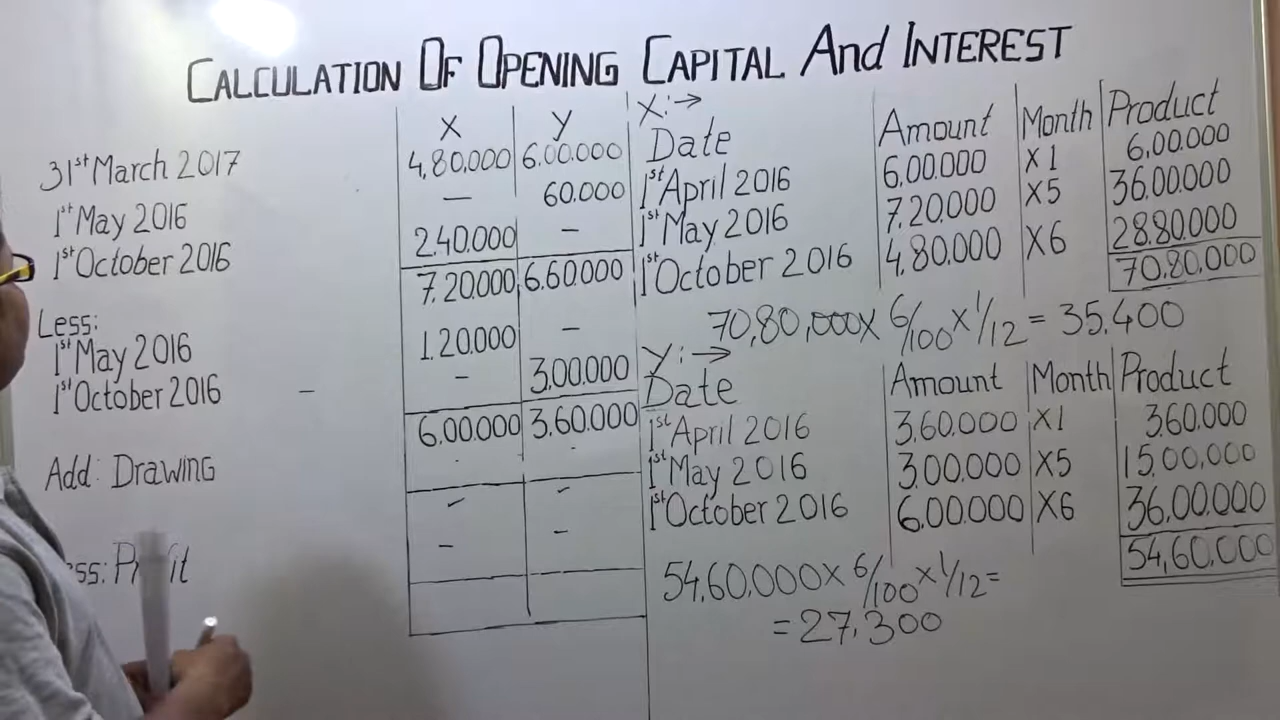 CALCULATION OF OPENING CAPITAL And INTEREST
X Y
31st March 2017 4,80,000 6,00,000
1st May 2016 — 60,000
1st October 2016 2,40,000 –
7,20,000 6,60,000
Less:
1st May 2016 1,20,000 –
1st October 2016 – – 3,00,000
6,00,000 3,60,000
Add: Drawing
ss: Pr it
X:→
Date Amount Month Product
1st April 2016 6,00,000 X1 6,00,000
1st May 2016 7,20,000 X5 36,00,000
1st October 2016 4,80,000 X6 28,80,000
70,80,000
70,80,000 x 6/100 x 1/12 = 35,400
Y:→
Date Amount Month Product
1st April 2016 3,60,000 X1 3,60,000
1st May 2016 3,00,000 X5 15,00,000
1st October 2016 6,00,000 X6 36,00,000
54,60,000
54,60,000 x 6/100 x 1/12 =
= 27,300